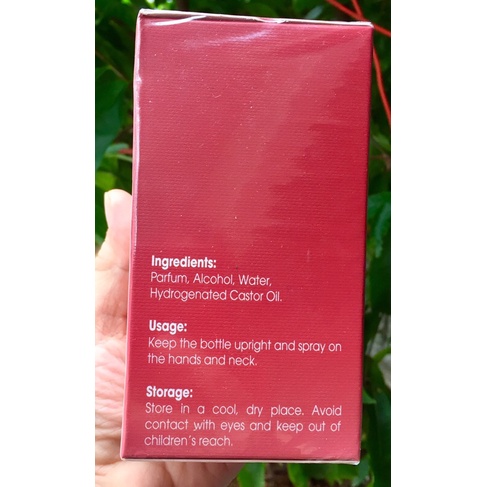 Ingredients:
Parfum, Alcohol, Water,
Hydrogenated Castor Oil.
Usage:
Keep the bottle upright and spray on
the hands and neck.
Storage:
Store in a cool, dry place. Avoid
contact with eyes and keep out of
children's reach.